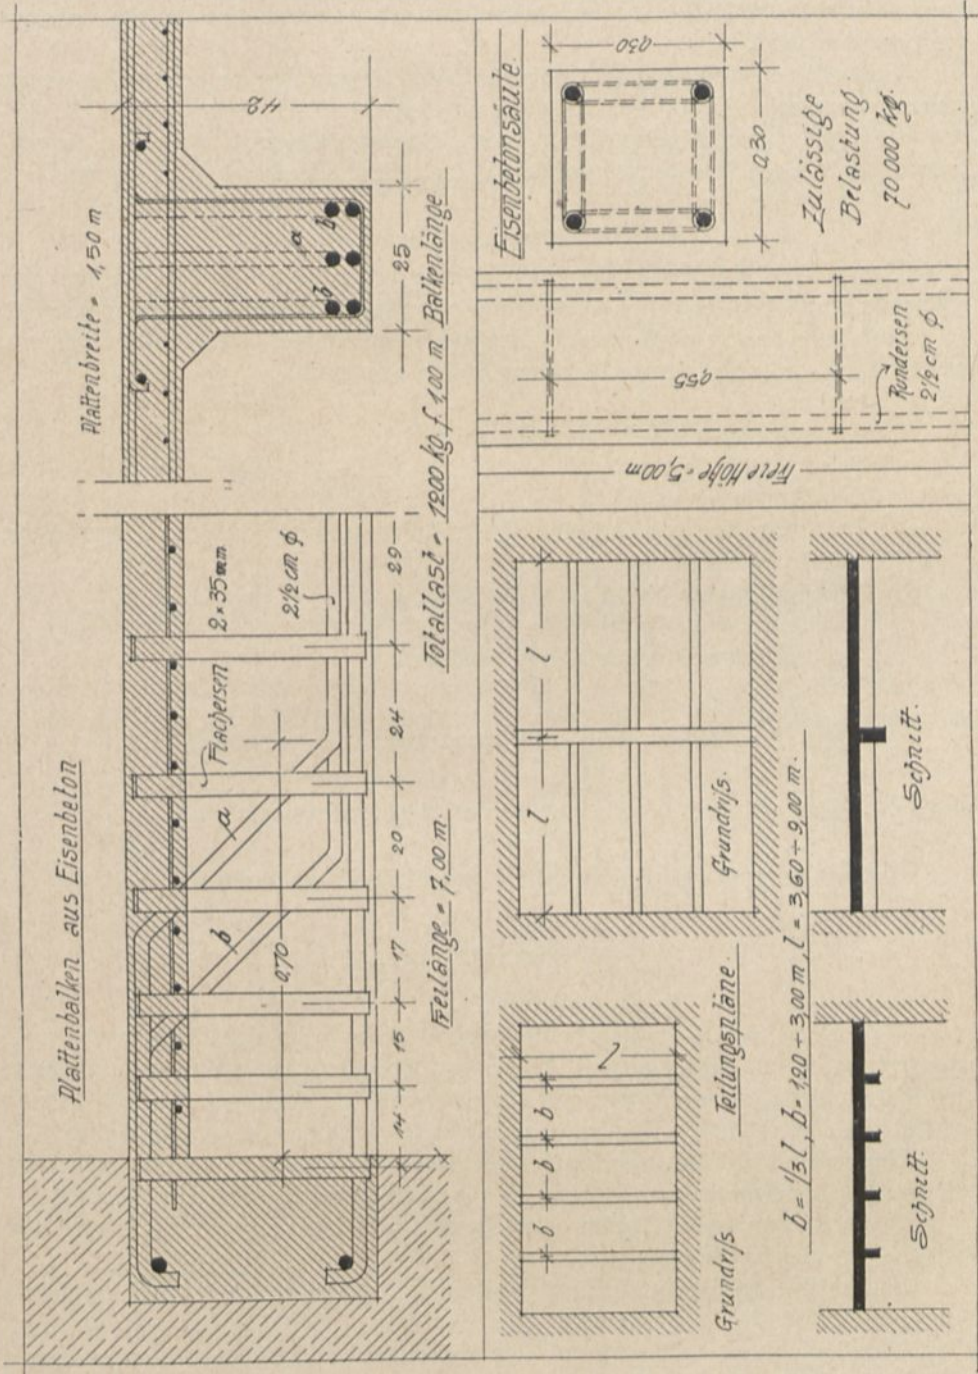 Plattenbalken aus Eisenbeton
Plattenbreite = 1,50 m
Flacheisen
2 × 35 mm
2½ cm ϕ
a
b
0,70
14
15
17
20
24
29
Freilänge = 7,00 m.
Totallast = 1200 kg f. 1,00 m Balkenlänge
b
a
b
42
25
Grundriſs
b
b
b
l
Teilungspläne.
l
l
Grundriſs.
b = 1/3 l, b = 1,20 ÷ 3,00 m, l = 3,60 ÷ 9,00 m.
Schnitt.
Schnitt.
Freie Höhe = 5,00 m
0,55
Rundeisen
2½ cm ϕ
Eisenbetonsäule.
0,30
0,30
Zulässige
Belastung
70 000 kg.